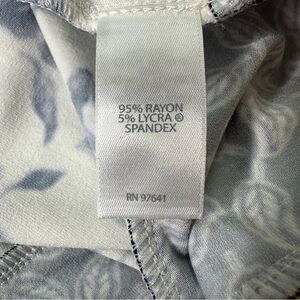 95% RAYON
5% LYCRA ®
SPANDEX
RN 97641